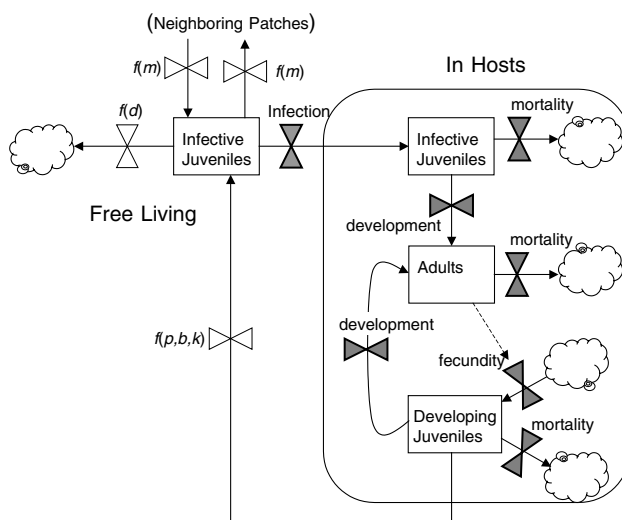 (Neighboring Patches)
f(m)
f(m)
In Hosts
f(d)
Infection
mortality
Infective
Juveniles
Infective
Juveniles
Free Living
development
mortality
Adults
f(p,b,k)
development
fecundity
Developing
Juveniles
mortality